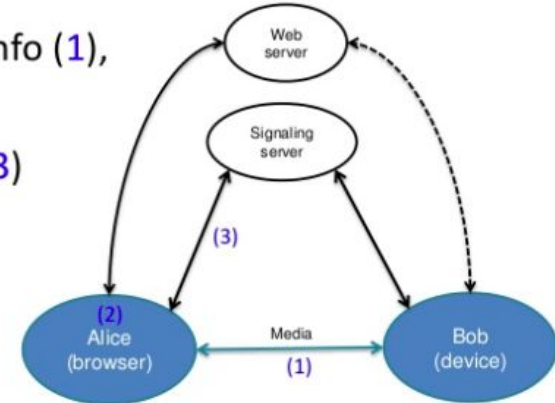 nfo (1),
3)
Web
server
Signaling
server
(3)
(2)
Alice
(browser)
Media
(1)
Bob
(device)